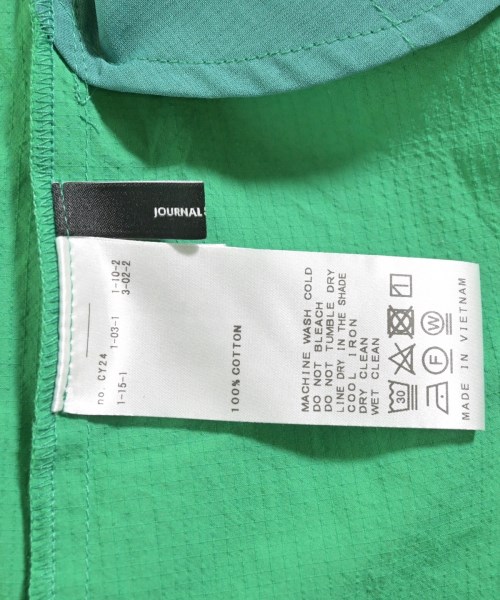 JOURNAL
no. CY24 1-03-1 1-10-2
1-15-1 3-02-2
100% COTTON
MACHINE WASH COLD
DO NOT BLEACH
DO NOT TUMBLE DRY
LINE DRY IN THE SHADE
COOL IRON
DRY CLEAN
WET CLEAN
30
F W
MADE IN VIETNAM